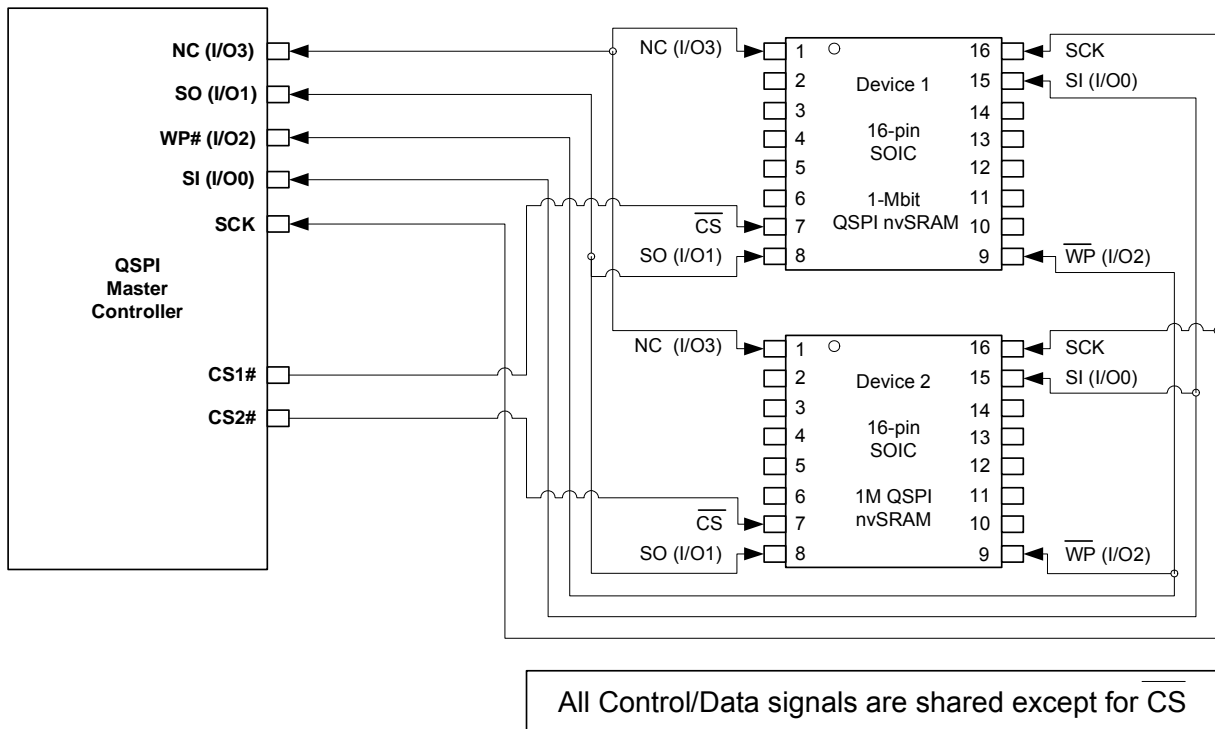 NC (I/O3)
SO (I/O1)
WP# (I/O2)
SI (I/O0)
SCK
QSPI
Master
Controller
CS1#
CS2#
NC (I/O3)
CS
SO (I/O1)
1
2
3
4
5
6
7
8
Device 1
16-pin
SOIC
1-Mbit
QSPI nvSRAM
16
15
14
13
12
11
10
9
SCK
SI (I/O0)
WP (I/O2)
NC (I/O3)
CS
SO (I/O1)
1
2
3
4
5
6
7
8
Device 2
16-pin
SOIC
1M QSPI
nvSRAM
16
15
14
13
12
11
10
9
SCK
SI (I/O0)
WP (I/O2)
All Control/Data signals are shared except for CS